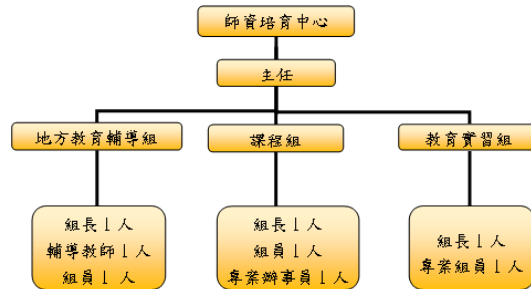 師資培育中心
主任
地方教育輔導組
課程組
教育實習組
組長1人
輔導教師1人
組員1人
組長1人
組員1人
專案辦事員1人
組長1人
專案組員1人